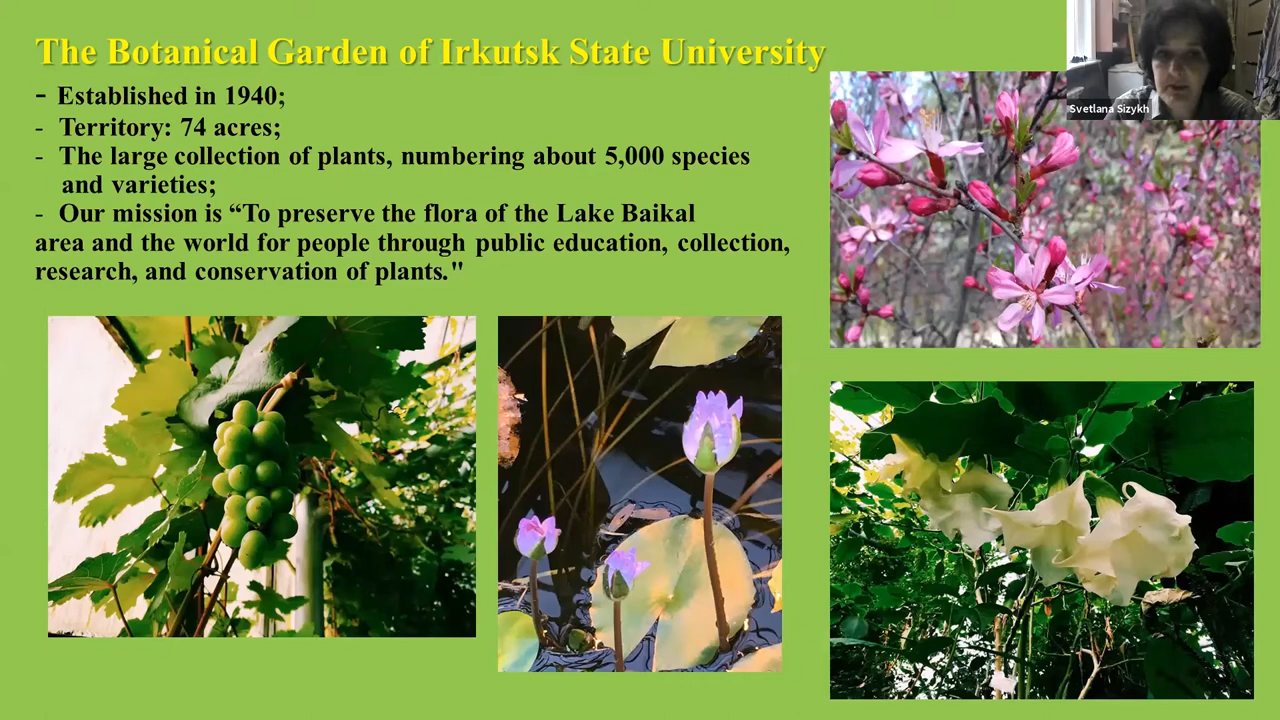 The Botanical Garden of Irkutsk State University
- Established in 1940;
- Territory: 74 acres;
- The large collection of plants, numbering about 5,000 species
and varieties;
- Our mission is “To preserve the flora of the Lake Baikal
area and the world for people through public education, collection,
research, and conservation of plants."
Svetlana Sizykh